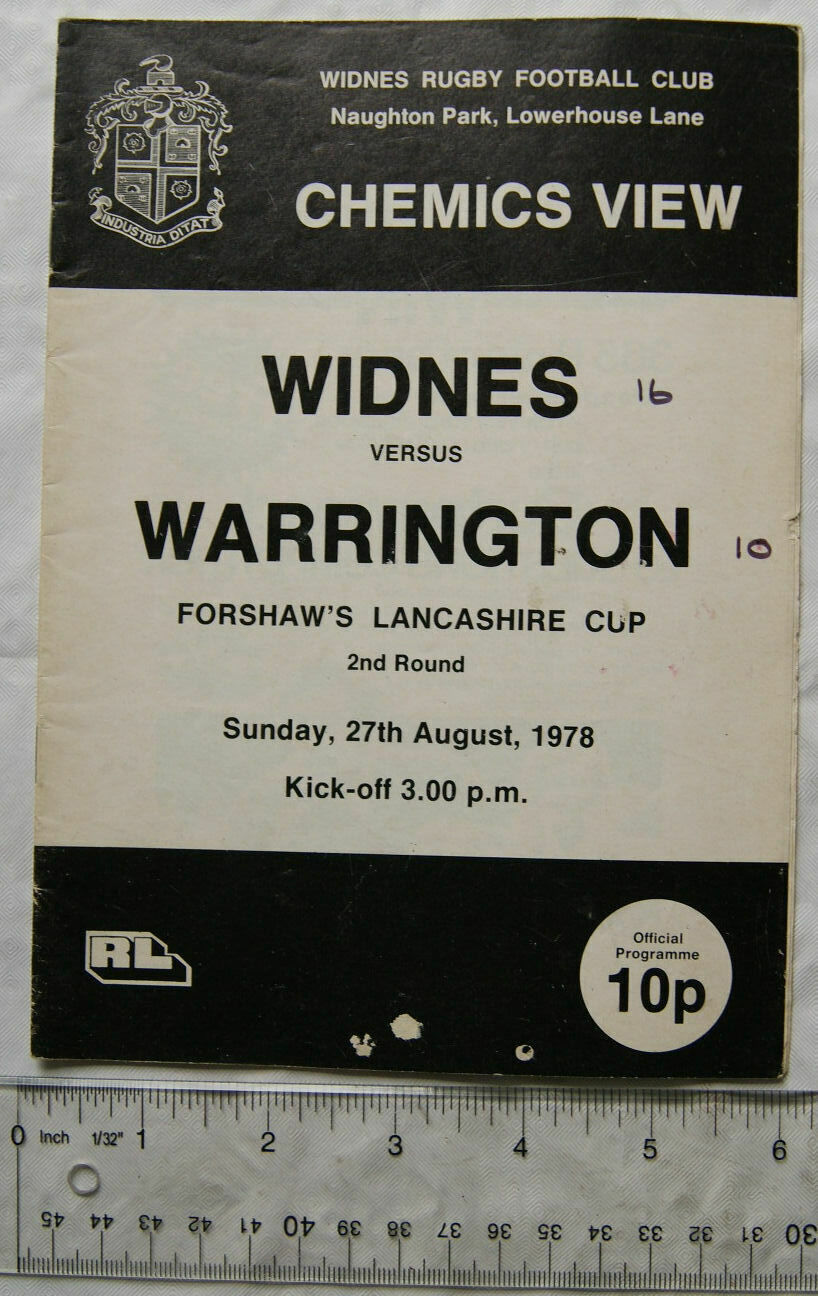 WIDNES RUGBY FOOTBALL CLUB
Naughton Park, Lowerhouse Lane
CHEMICS VIEW
INDUSTRIA DITAT
WIDNES 16
VERSUS
WARRINGTON 10
FORSHAW'S LANCASHIRE CUP
2nd Round
Sunday, 27th August, 1978
Kick-off 3.00 p.m.
RL
Official
Programme
10p
0 Inch 1/32" 1 2 3 4 5 6
45 44 43 42 41 40 39 38 37 36 35 34 33 32 31 30